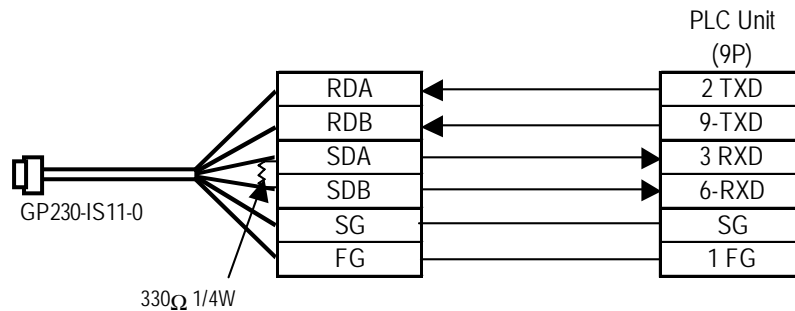 PLC Unit
(9P)
RDA 2 TXD
RDB 9-TXD
SDA 3 RXD
SDB 6-RXD
SG SG
FG 1 FG
GP230-IS11-0
330Ω 1/4W